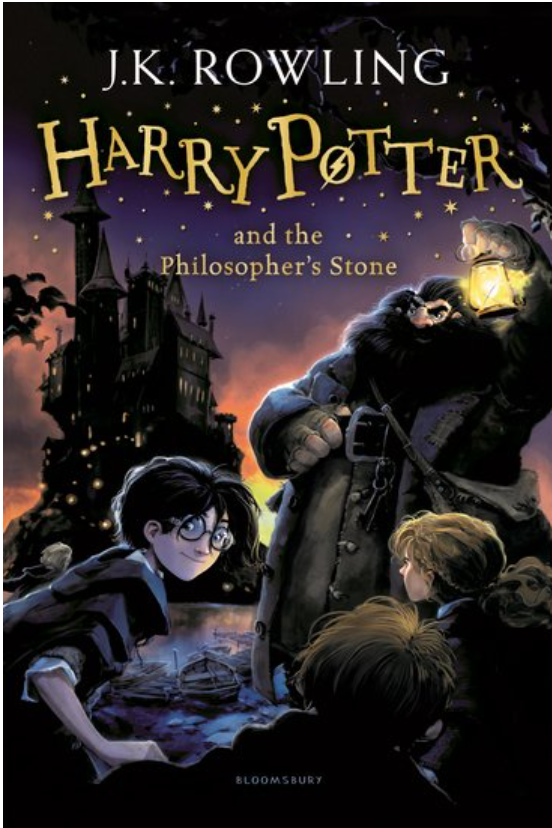 J.K. ROWLING
HARRY POTTER
and the
Philosopher's Stone
BLOOMSBURY